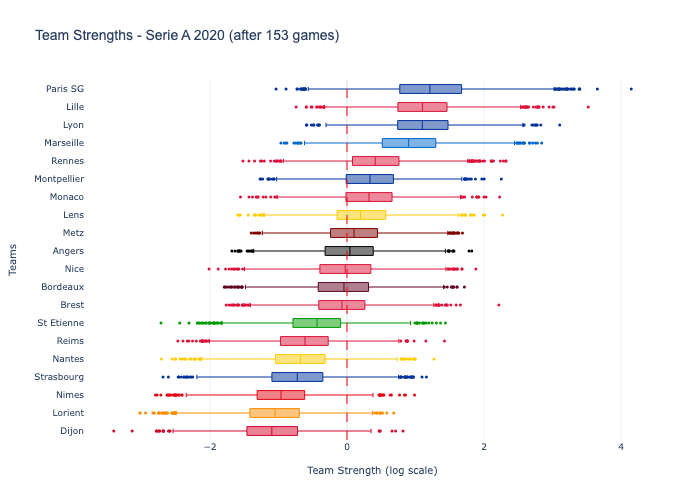 Team Strengths - Serie A 2020 (after 153 games)
Paris SG
Lille
Lyon
Marseille
Rennes
Montpellier
Monaco
Lens
Metz
Angers
Nice
Bordeaux
Brest
St Etienne
Reims
Nantes
Strasbourg
Nimes
Lorient
Dijon
Teams
−2 0 2 4
Team Strength (log scale)